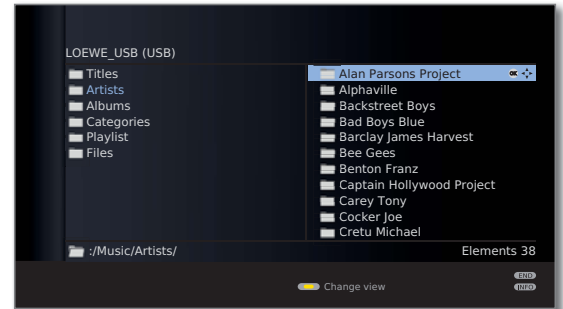 LOEWE_USB (USB)
Titles
Artists
Albums
Categories
Playlist
Files
Alan Parsons Project OK
Alphaville
Backstreet Boys
Bad Boys Blue
Barclay James Harvest
Bee Gees
Benton Franz
Captain Hollywood Project
Carey Tony
Cocker Joe
Cretu Michael
:/Music/Artists/ Elements 38
END
Change view INFO